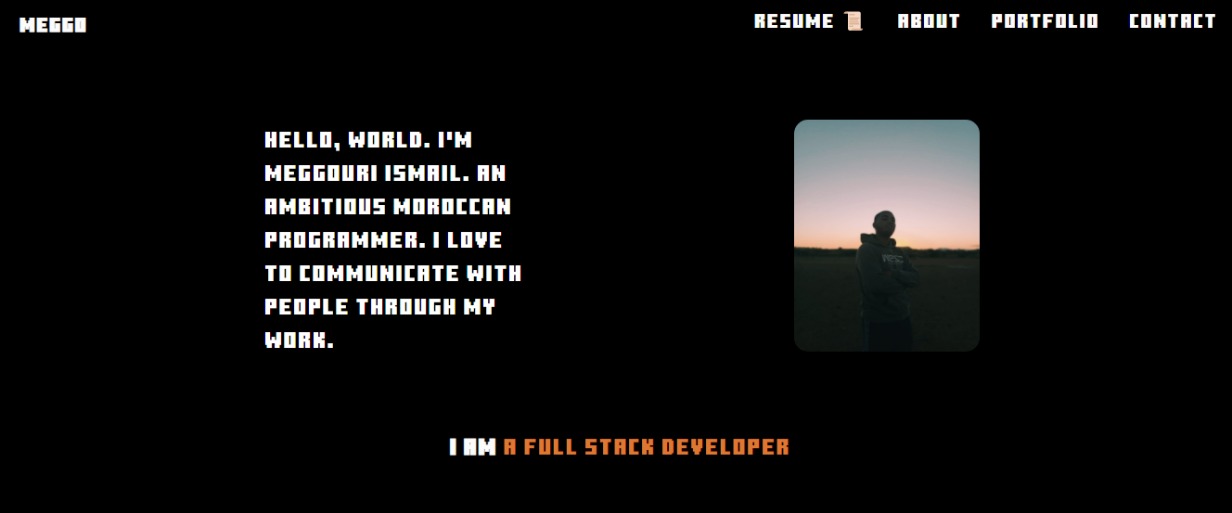 MEGGO
RESUME 📜 ABOUT PORTFOLIO CONTACT
HELLO, WORLD. I'M
MEGGOURI ISMAIL. AN
AMBITIOUS MOROCCAN
PROGRAMMER. I LOVE
TO COMMUNICATE WITH
PEOPLE THROUGH MY
WORK.
I AM A FULL STACK DEVELOPER